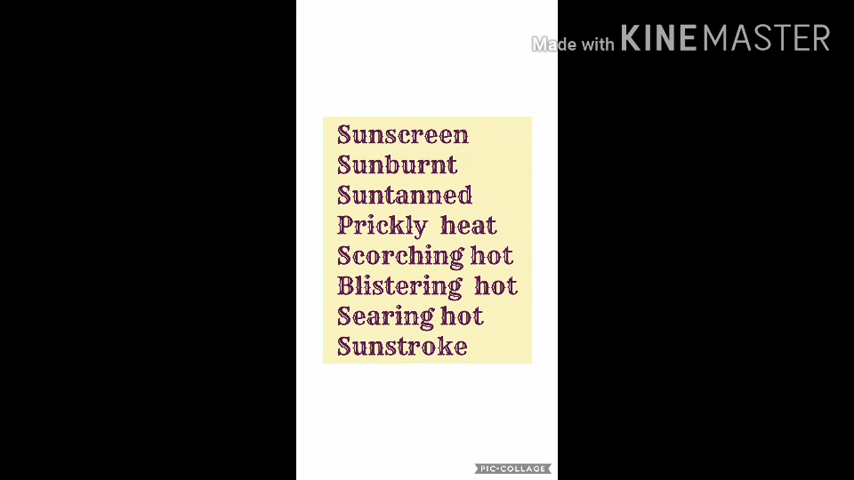 Made with KINEMASTER
Sunscreen
Sunburnt
Suntanned
Prickly heat
Scorching hot
Blistering hot
Searing hot
Sunstroke
PIC-COLLAGE